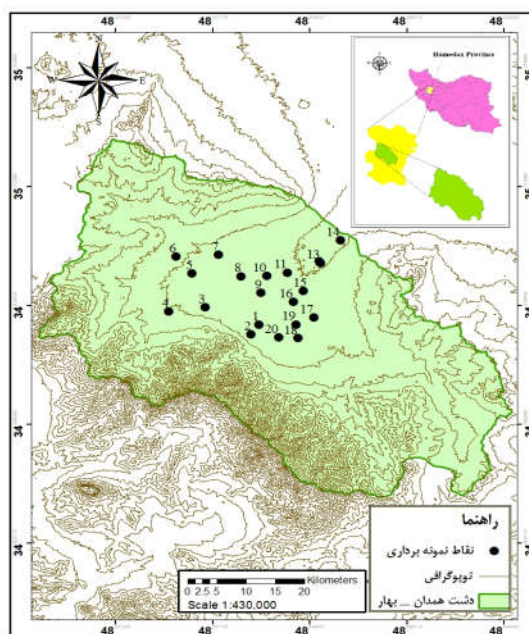 48 48 48 48 48
N
W E
S
Hamedan Province
35
35
34
34
34
14
6 7 13
5 8 10 11
9 15
16
4 3 17
1 19
2 20 18
راهنما
نقاط نمونه برداری
توپوگرافی
دشت همدان _ بهار
Kilometers
0 2.5 5 10 15 20
Scale 1:430,000
48 48 48 48 48